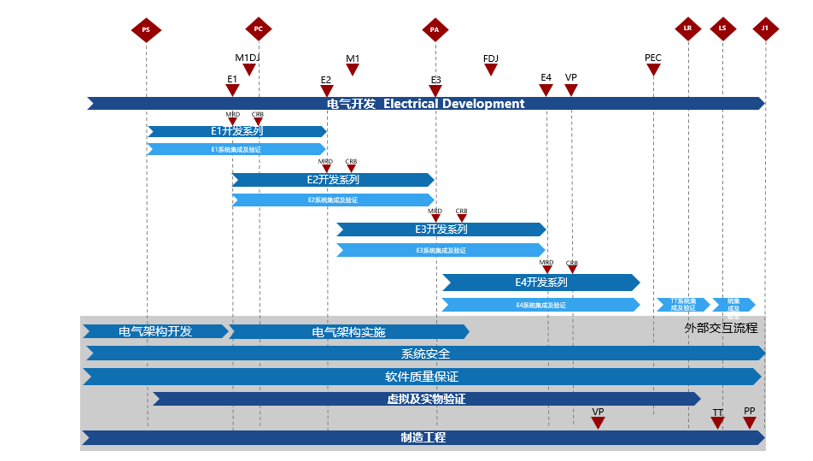 PS PC PA LR LS J1
M1DJ M1 FDJ PEC
E1 E2 E3 E4 VP
电气开发 Electrical Development
MRD CRB
E1开发系列
E1系统集成及验证
MRD CRB
E2开发系列
E2系统集成及验证
MRD CRB
E3开发系列
E3系统集成及验证
MRD CRB
E4开发系列
E4系统集成及验证
TT系统集
成及验证
统集
成及
外部交互流程
电气架构开发 电气架构实施
系统安全
软件质量保证
虚拟及实物验证
VP TT PP
制造工程